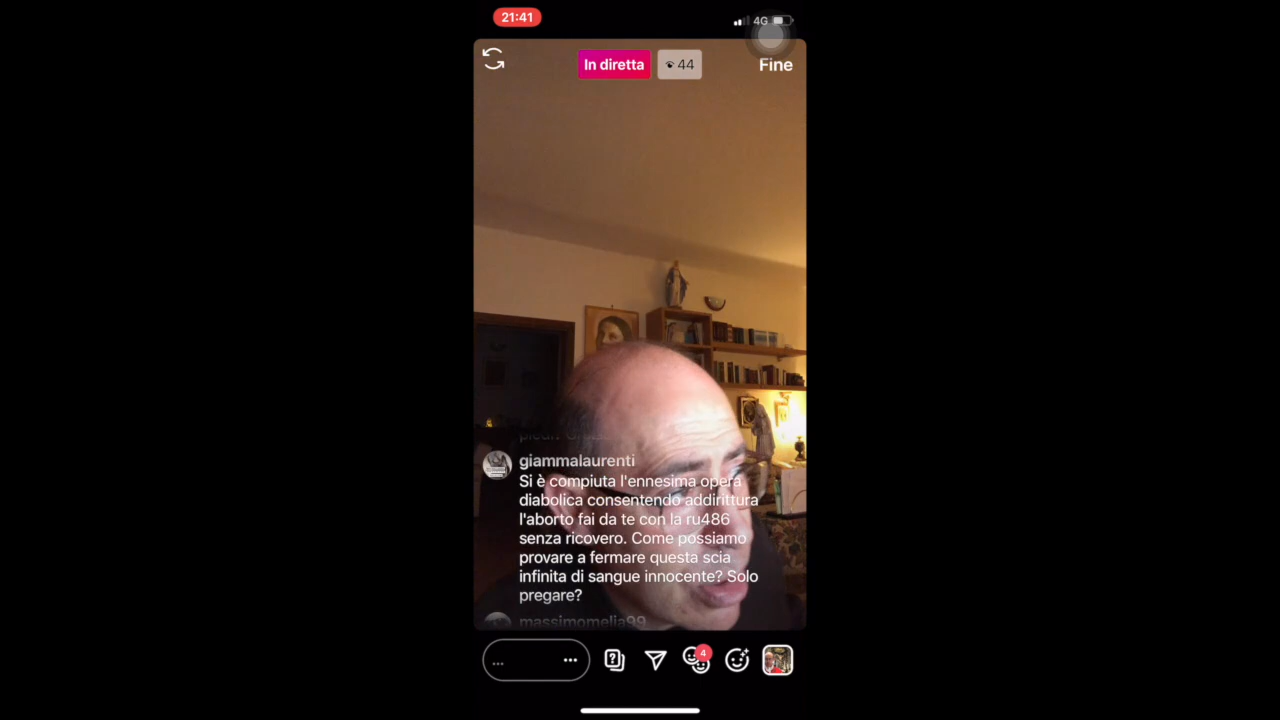 21:41
4G
In diretta
44
Fine
giammalaurenti
Si è compiuta l'ennesima opera
diabolica consentendo addirittura
l'aborto fai da te con la ru486
senza ricovero. Come possiamo
provare a fermare questa scia
infinita di sangue innocente? Solo
pregare?
massimomelia99
...
4